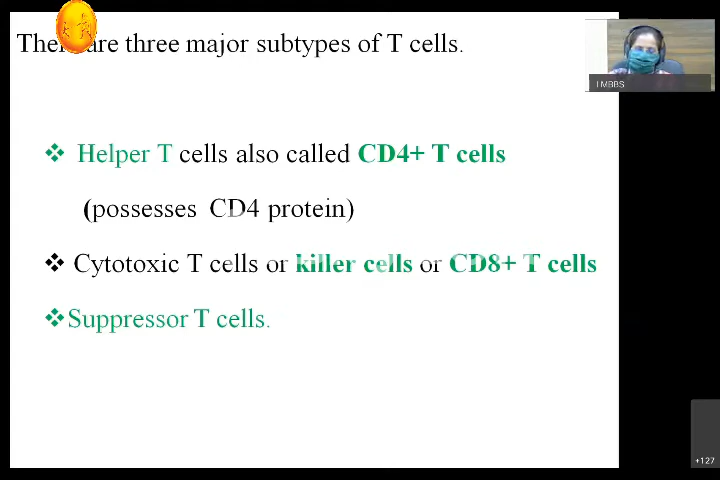 There are three major subtypes of T cells.
I MBBS
❖ Helper T cells also called CD4+ T cells
(possesses CD4 protein)
❖ Cytotoxic T cells or killer cells or CD8+ T cells
❖Suppressor T cells.
+127